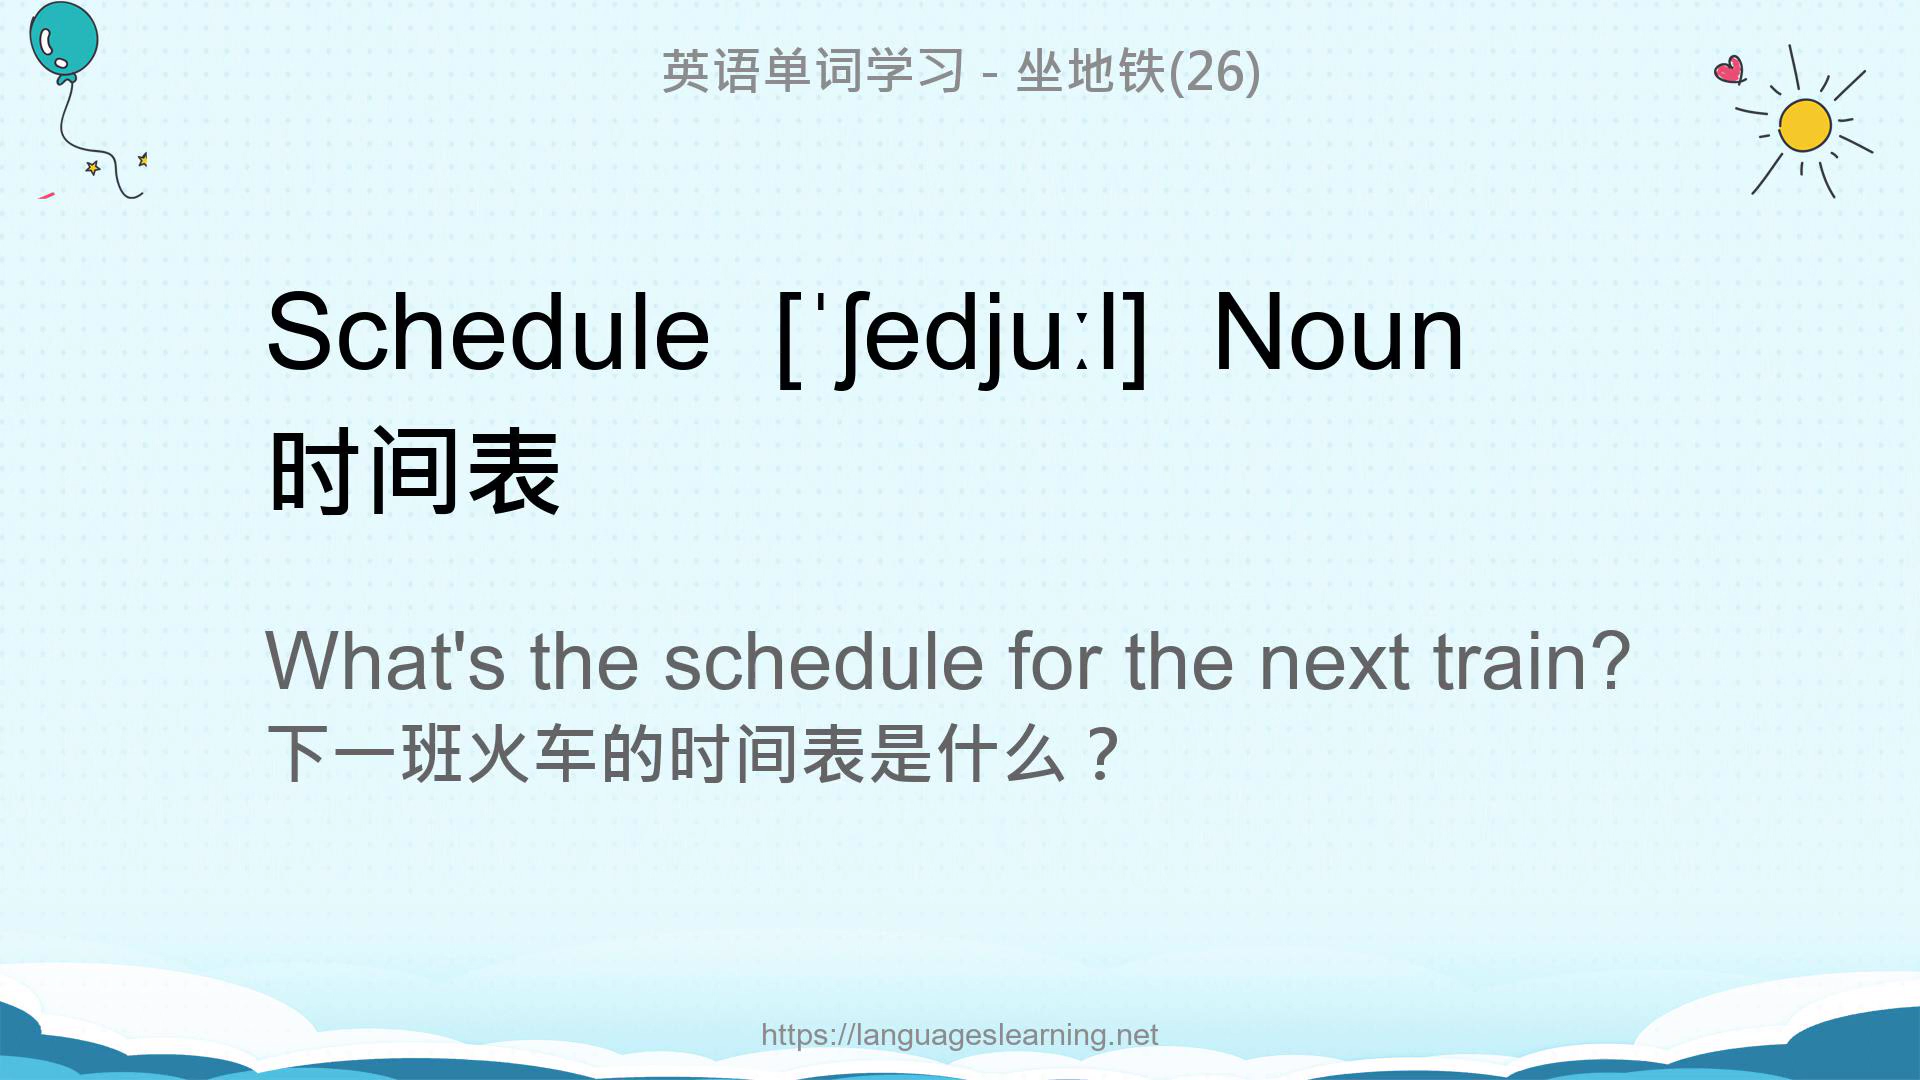 英语单词学习 - 坐地铁(26)
Schedule [ˈʃedjuːl] Noun
时间表
What's the schedule for the next train?
下一班火车的时间表是什么？
https://languageslearning.net